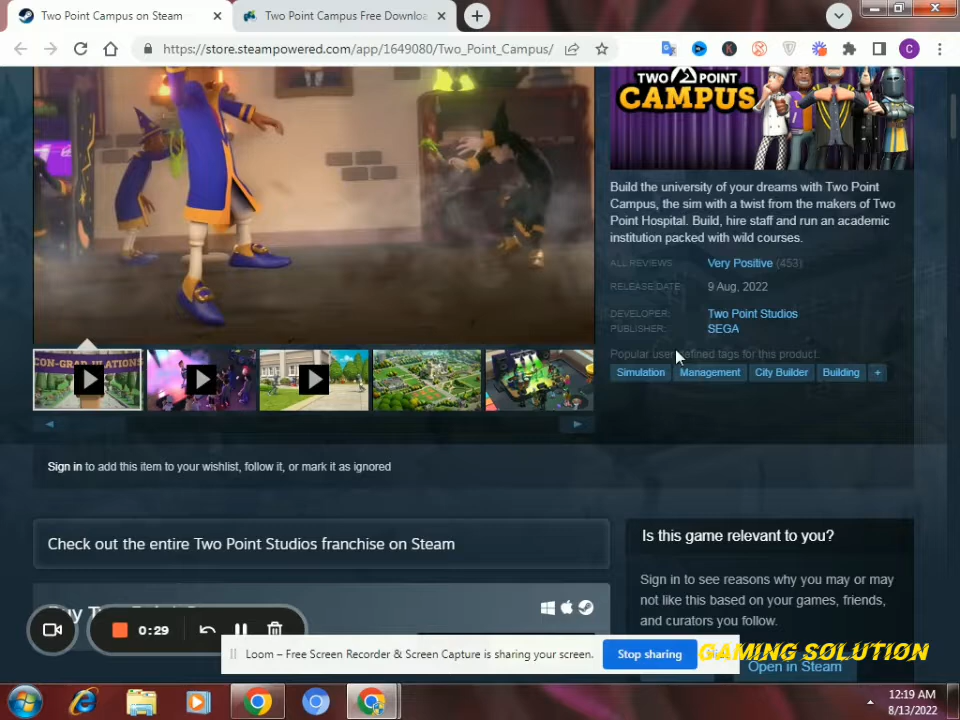 Two Point Campus on Steam
Two Point Campus Free Downloa
https://store.steampowered.com/app/1649080/Two_Point_Campus/
C
TWO POINT
CAMPUS
Build the university of your dreams with Two Point
Campus, the sim with a twist from the makers of Two
Point Hospital. Build, hire staff and run an academic
institution packed with wild courses.
ALL REVIEWS: Very Positive (453)
RELEASE DATE: 9 Aug, 2022
DEVELOPER: Two Point Studios
PUBLISHER: SEGA
Popular user-defined tags for this product:
Simulation Management City Builder Building +
CON-GRAD-ULATIONS
Sign in to add this item to your wishlist, follow it, or mark it as ignored
Check out the entire Two Point Studios franchise on Steam
Is this game relevant to you?
Sign in to see reasons why you may or may
not like this based on your games, friends,
and curators you follow.
Buy
0:29
Loom – Free Screen Recorder & Screen Capture is sharing your screen.
Stop sharing
GAMING SOLUTION
Open in Steam
12:19 AM
8/13/2022